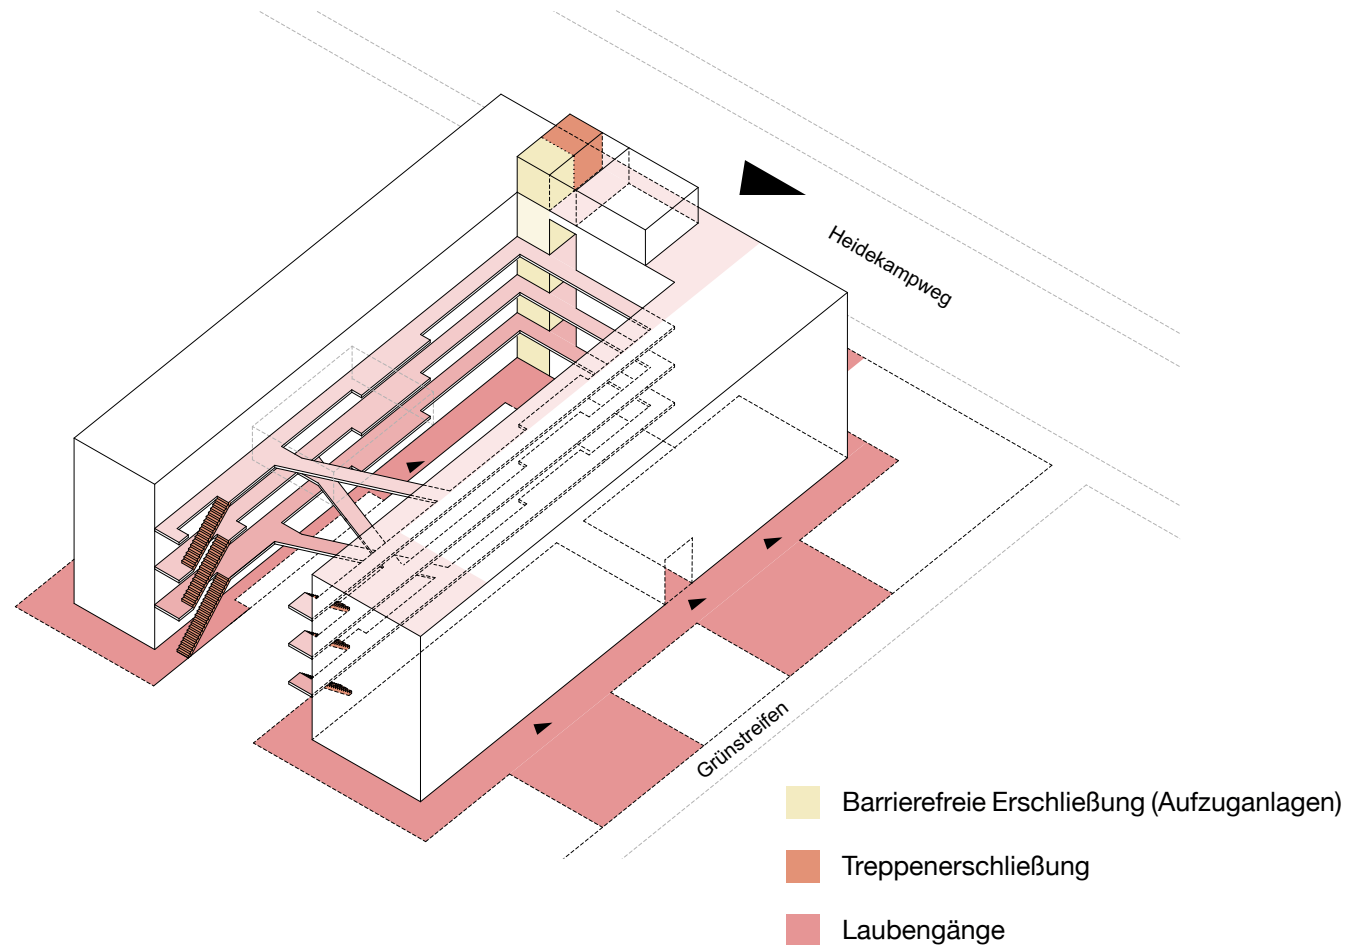 Heidekampweg
Grünstreifen
Barrierefreie Erschließung (Aufzuganlagen)
Treppenerschließung
Laubengänge